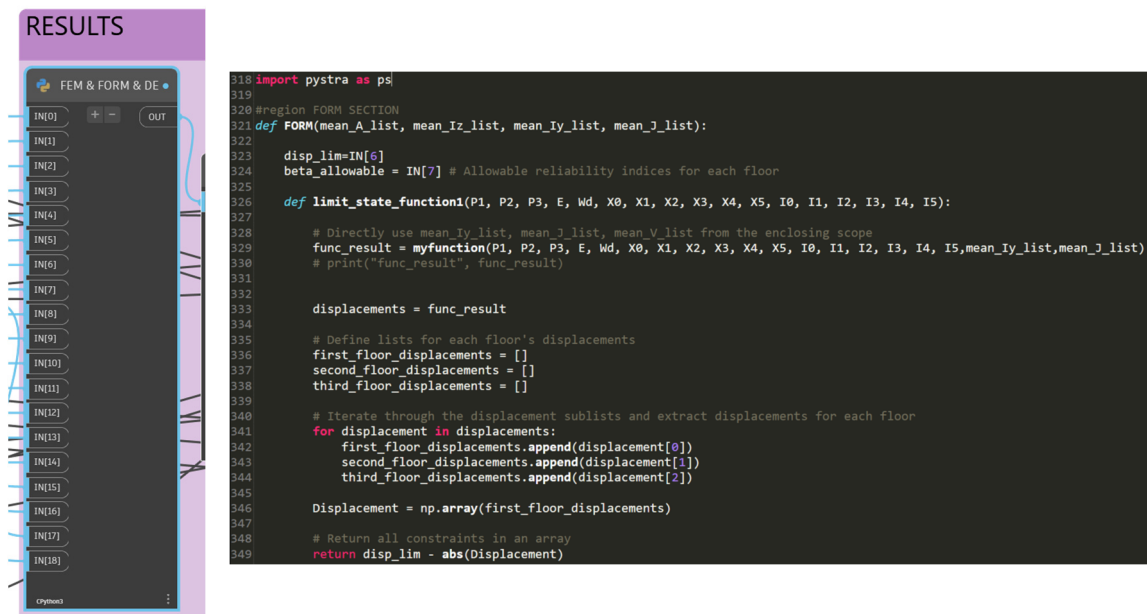 RESULTS
FEM & FORM & DE
IN[0]
+ −
OUT
IN[1]
IN[2]
IN[3]
IN[4]
IN[5]
IN[6]
IN[7]
IN[8]
IN[9]
IN[10]
IN[11]
IN[12]
IN[13]
IN[14]
IN[15]
IN[16]
IN[17]
IN[18]
CPython3
318 import pystra as ps
319
320 #region FORM SECTION
321 def FORM(mean_A_list, mean_Iz_list, mean_Iy_list, mean_J_list):
322
323     disp_lim=IN[6]
324     beta_allowable = IN[7] # Allowable reliability indices for each floor
325
326     def limit_state_function1(P1, P2, P3, E, Wd, X0, X1, X2, X3, X4, X5, I0, I1, I2, I3, I4, I5):
327
328         # Directly use mean_Iy_list, mean_J_list, mean_V_list from the enclosing scope
329         func_result = myfunction(P1, P2, P3, E, Wd, X0, X1, X2, X3, X4, X5, I0, I1, I2, I3, I4, I5,mean_Iy_list,mean_J_list)
330         # print("func_result", func_result)
331
332
333         displacements = func_result
334
335         # Define lists for each floor's displacements
336         first_floor_displacements = []
337         second_floor_displacements = []
338         third_floor_displacements = []
339
340         # Iterate through the displacement sublists and extract displacements for each floor
341         for displacement in displacements:
342             first_floor_displacements.append(displacement[0])
343             second_floor_displacements.append(displacement[1])
344             third_floor_displacements.append(displacement[2])
345
346         Displacement = np.array(first_floor_displacements)
347
348         # Return all constraints in an array
349         return disp_lim - abs(Displacement)